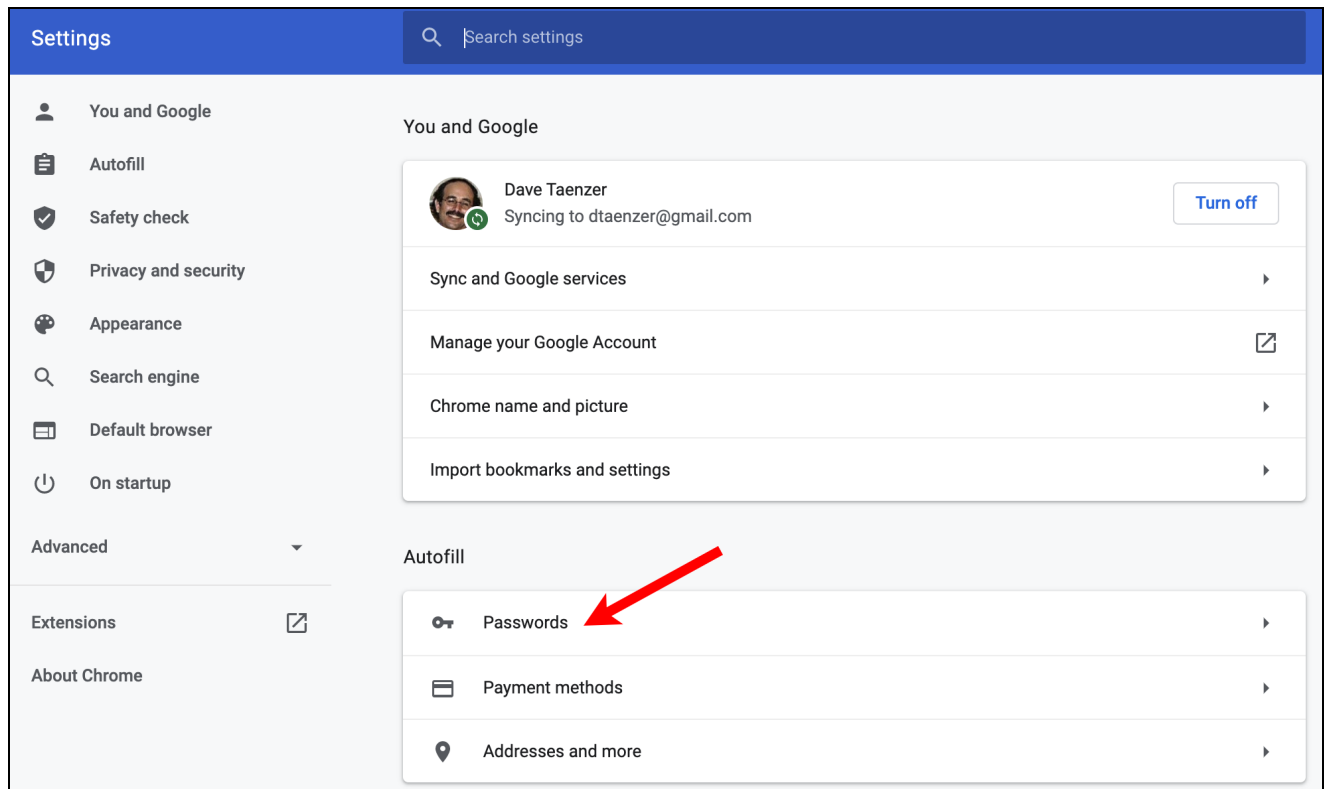 Settings
Search settings
You and Google
Autofill
Safety check
Privacy and security
Appearance
Search engine
Default browser
On startup
Advanced
Extensions
About Chrome
You and Google
Dave Taenzer
Syncing to dtaenzer@gmail.com
Turn off
Sync and Google services
Manage your Google Account
Chrome name and picture
Import bookmarks and settings
Autofill
Passwords
Payment methods
Addresses and more